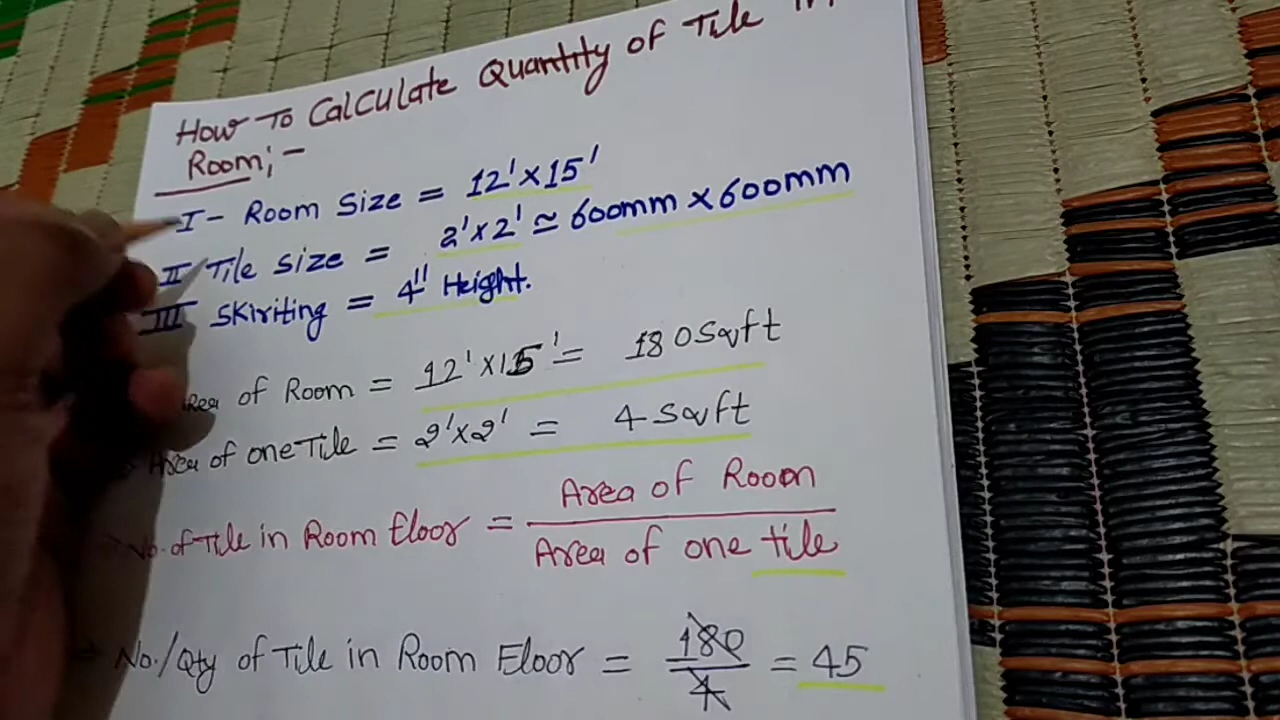 How To Calculate Quantity of Tile in
Room;-
I- Room Size = 12'×15'
II Tile Size = 2'×2' ≃ 600mm×600mm
III Skiriting = 4" Height.
Area of Room = 12'×15' = 180 Sqft
Area of one Tile = 2'×2' = 4 Sqft
No. of Tile in Room floor = Area of Room
Area of one tile
No./Qty of Tile in Room Floor = 180 = 45
4